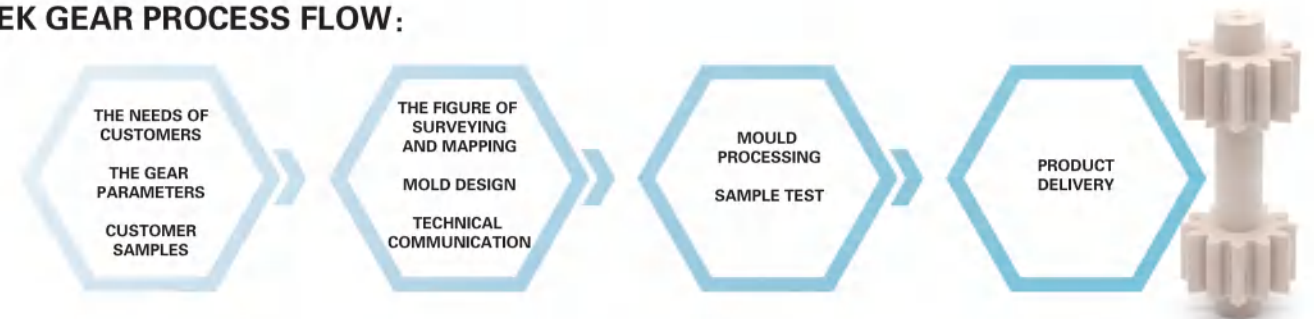 EK GEAR PROCESS FLOW:
THE NEEDS OF
CUSTOMERS
THE GEAR
PARAMETERS
CUSTOMER
SAMPLES
THE FIGURE OF
SURVEYING
AND MAPPING
MOLD DESIGN
TECHNICAL
COMMUNICATION
MOULD
PROCESSING
SAMPLE TEST
PRODUCT
DELIVERY